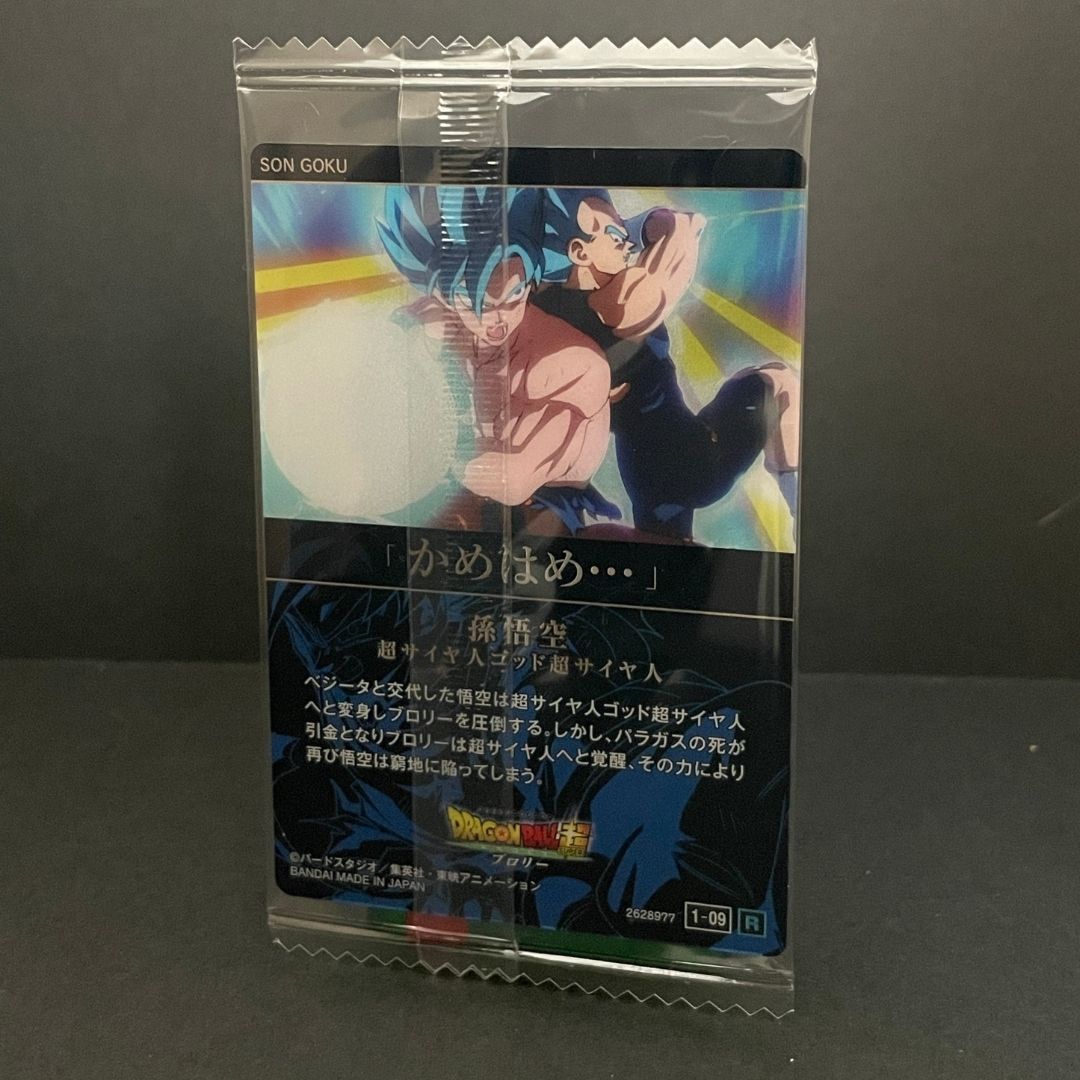 SON GOKU
「かめはめ…」
孫悟空
超サイヤ人ゴッド超サイヤ人
ベジータと交代した悟空は超サイヤ人ゴッド超サイヤ人
へと変身しブロリーを圧倒する。しかし、パラガスの死が
引金となりブロリーは超サイヤ人へと覚醒、その力により
再び悟空は窮地に陥ってしまう。
DRAGON BALL超
ブロリー
©バードスタジオ／集英社・東映アニメーション
BANDAI MADE IN JAPAN
2628977 1-09 R